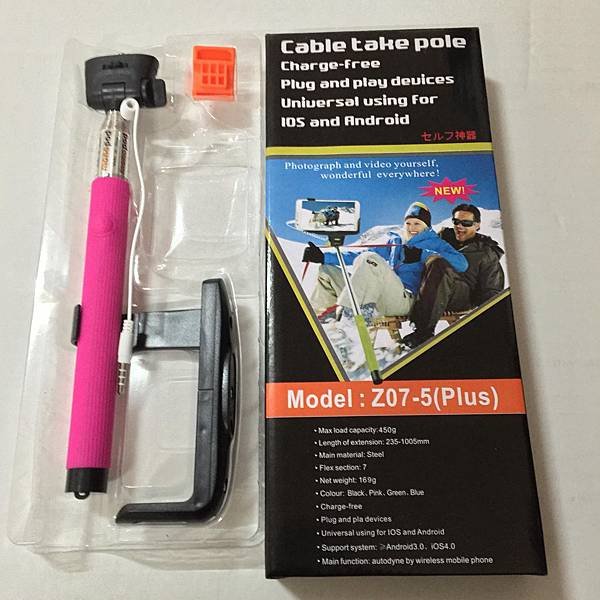 Cable take pole
Charge-free
Plug and play devices
Universal using for
IOS and Android
セルフ神器
Photograph and video yourself,
wonderful everywhere!
NEW!
Model : Z07-5(Plus)
• Max load capacity: 450g
• Length of extension: 235-1005mm
• Main material: Steel
• Flex section: 7
• Net weight: 169g
• Colour: Black、Pink、Green、Blue
• Charge-free
• Plug and pla devices
• Universal using for IOS and Android
• Support system: ≥Android3.0、iOS4.0
• Main function: autodyne by wireless mobile phone